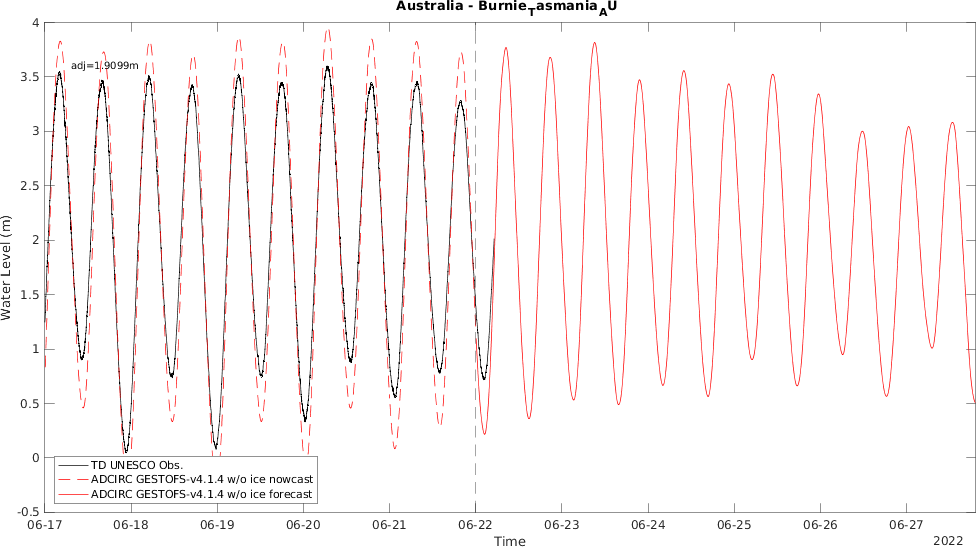 Australia - Burnie_Tasmania_AU
4
adj=1.9099m
3.5
3
2.5
2
1.5
1
0.5
0
-0.5
Water Level (m)
TD UNESCO Obs.
ADCIRC GESTOFS-v4.1.4 w/o ice nowcast
ADCIRC GESTOFS-v4.1.4 w/o ice forecast
06-17 06-18 06-19 06-20 06-21 06-22 06-23 06-24 06-25 06-26 06-27
Time
2022